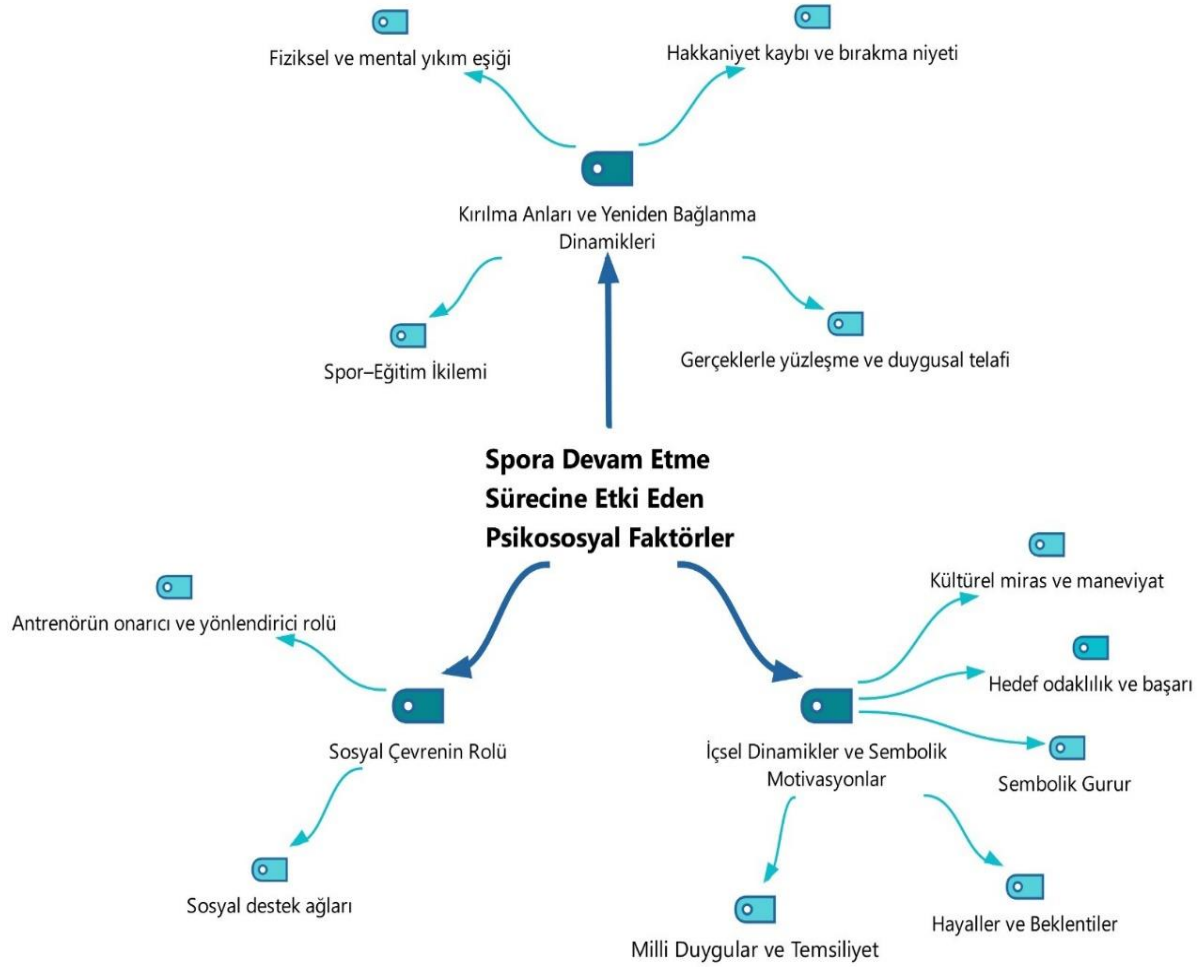 Fiziksel ve mental yıkım eşiği
Hakkaniyet kaybı ve bırakma niyeti
Kırılma Anları ve Yeniden Bağlanma
Dinamikleri
Spor–Eğitim İkilemi
Gerçeklerle yüzleşme ve duygusal telafi
Spora Devam Etme
Sürecine Etki Eden
Psikososyal Faktörler
Antrenörün onarıcı ve yönlendirici rolü
Sosyal Çevrenin Rolü
Sosyal destek ağları
Kültürel miras ve maneviyat
Hedef odaklılık ve başarı
İçsel Dinamikler ve Sembolik
Motivasyonlar
Sembolik Gurur
Hayaller ve Beklentiler
Milli Duygular ve Temsiliyet